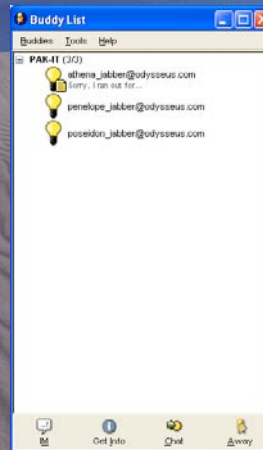 Buddy List
Buddies Tools Help
PAK-IT (3/3)
athena_jabber@odysseus.com
Sorry, I ran out for...
penelope_jabber@odysseus.com
poseidon_jabber@odysseus.com
IM Get Info Chat Away